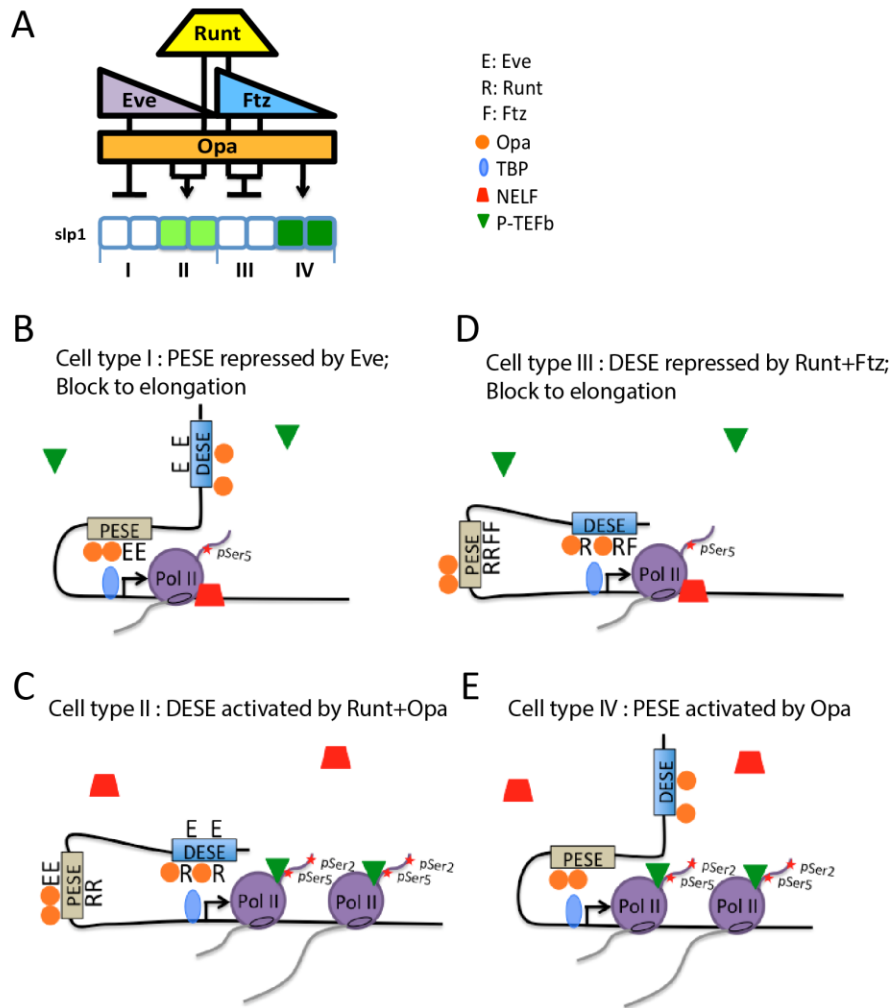 A
Runt
Eve
Ftz
Opa
slp1
I
II
III
IV
E: Eve
R: Runt
F: Ftz
Opa
TBP
NELF
P-TEFb
B
Cell type I : PESE repressed by Eve;
Block to elongation
E E
DESE
PESE
EE
pSer5
Pol II
D
Cell type III : DESE repressed by Runt+Ftz;
Block to elongation
DESE
R RF
PESE
RRFF
pSer5
Pol II
C
Cell type II : DESE activated by Runt+Opa
E E
DESE
R R
EE
PESE
RR
pSer2
pSer5
pSer2
pSer5
Pol II
Pol II
E
Cell type IV : PESE activated by Opa
DESE
PESE
pSer2
pSer5
pSer2
pSer5
Pol II
Pol II